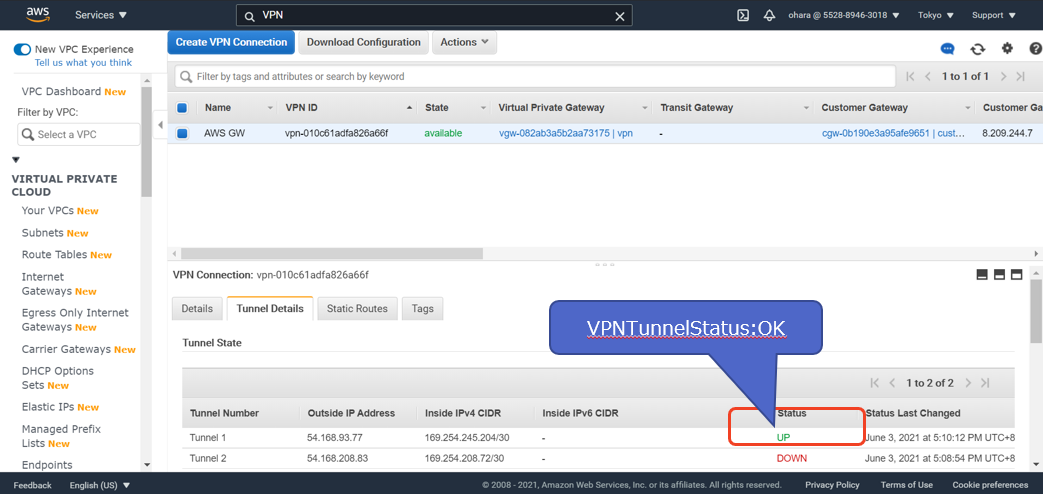 aws Services VPN ohara @ 5528-8946-3018 Tokyo Support
New VPC Experience
Tell us what you think
VPC Dashboard New
Filter by VPC:
Select a VPC
VIRTUAL PRIVATE
CLOUD
Your VPCs New
Subnets New
Route Tables New
Internet
Gateways New
Egress Only Internet
Gateways New
Carrier Gateways New
DHCP Options
Sets New
Elastic IPs New
Managed Prefix
Lists New
Endpoints
Create VPN Connection Download Configuration Actions
Filter by tags and attributes or search by keyword 1 to 1 of 1
Name VPN ID State Virtual Private Gateway Transit Gateway Customer Gateway Customer Ga
AWS GW vpn-010c61adfa826a66f available vgw-082ab3a5b2aa73175 | vpn - cgw-0b190e3a95afe9651 | cust... 8.209.244.7
VPN Connection: vpn-010c61adfa826a66f
Details Tunnel Details Static Routes Tags
VPNTunnelStatus:OK
Tunnel State
1 to 2 of 2
Tunnel Number Outside IP Address Inside IPv4 CIDR Inside IPv6 CIDR Status Status Last Changed
Tunnel 1 54.168.93.77 169.254.245.204/30 - UP June 3, 2021 at 5:10:12 PM UTC+8
Tunnel 2 54.168.208.83 169.254.208.72/30 - DOWN June 3, 2021 at 5:08:54 PM UTC+8
Feedback English (US) © 2008 - 2021, Amazon Web Services, Inc. or its affiliates. All rights reserved. Privacy Policy Terms of Use Cookie preferences